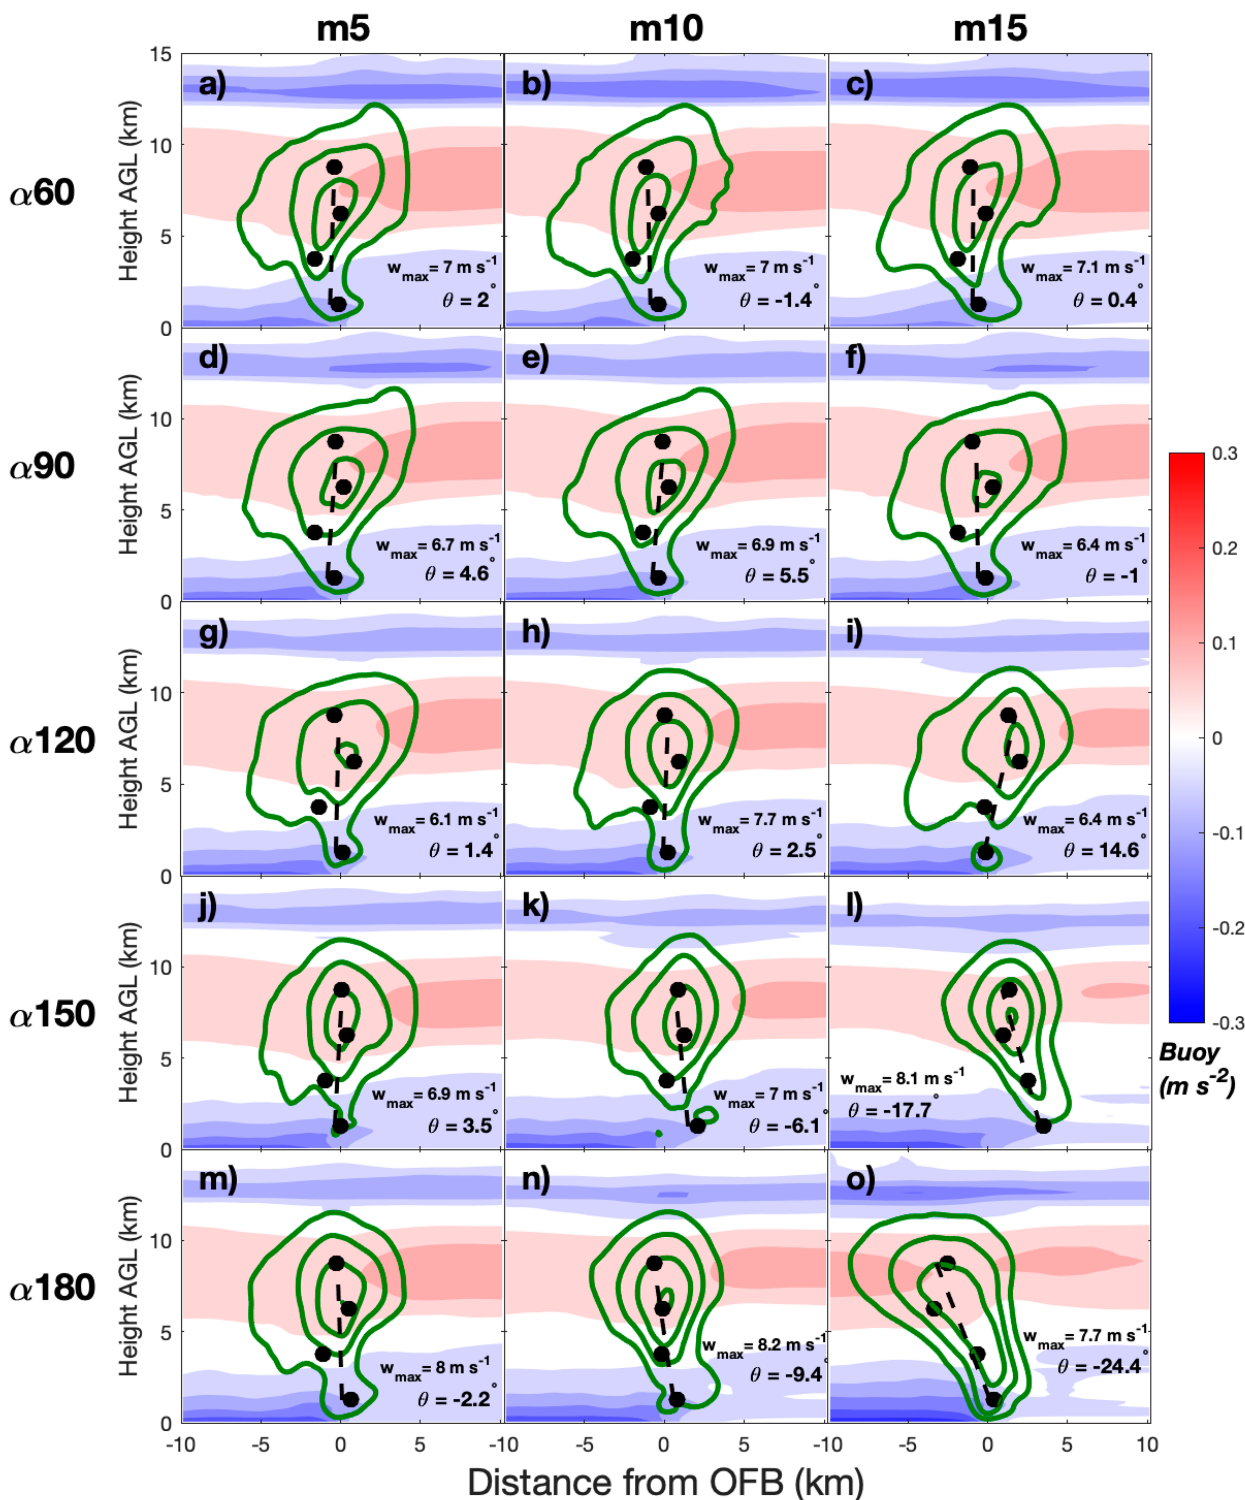 m5 m10 m15
15
a) b) c)
Height AGL (km)
10
α60
5
w_max = 7 m s⁻¹ w_max = 7 m s⁻¹ w_max = 7.1 m s⁻¹
θ = 2° θ = -1.4° θ = 0.4°
0
d) e) f)
Height AGL (km)
10
α90
5
w_max = 6.7 m s⁻¹ w_max = 6.9 m s⁻¹ w_max = 6.4 m s⁻¹
θ = 4.6° θ = 5.5° θ = -1°
0
g) h) i)
Height AGL (km)
10
α120
5
w_max = 6.1 m s⁻¹ w_max = 7.7 m s⁻¹ w_max = 6.4 m s⁻¹
θ = 1.4° θ = 2.5° θ = 14.6°
0
j) k) l)
Height AGL (km)
10
α150
5
w_max = 6.9 m s⁻¹ w_max = 7 m s⁻¹ w_max = 8.1 m s⁻¹
θ = 3.5° θ = -6.1° θ = -17.7°
0
m) n) o)
Height AGL (km)
10
α180
5
w_max = 8 m s⁻¹ w_max = 8.2 m s⁻¹ w_max = 7.7 m s⁻¹
θ = -2.2° θ = -9.4° θ = -24.4°
0
-10 -5 0 5 -10 -5 0 5 -10 -5 0 5 10
Distance from OFB (km)
0.3
0.2
0.1
0
-0.1
-0.2
-0.3
Buoy
(m s⁻²)